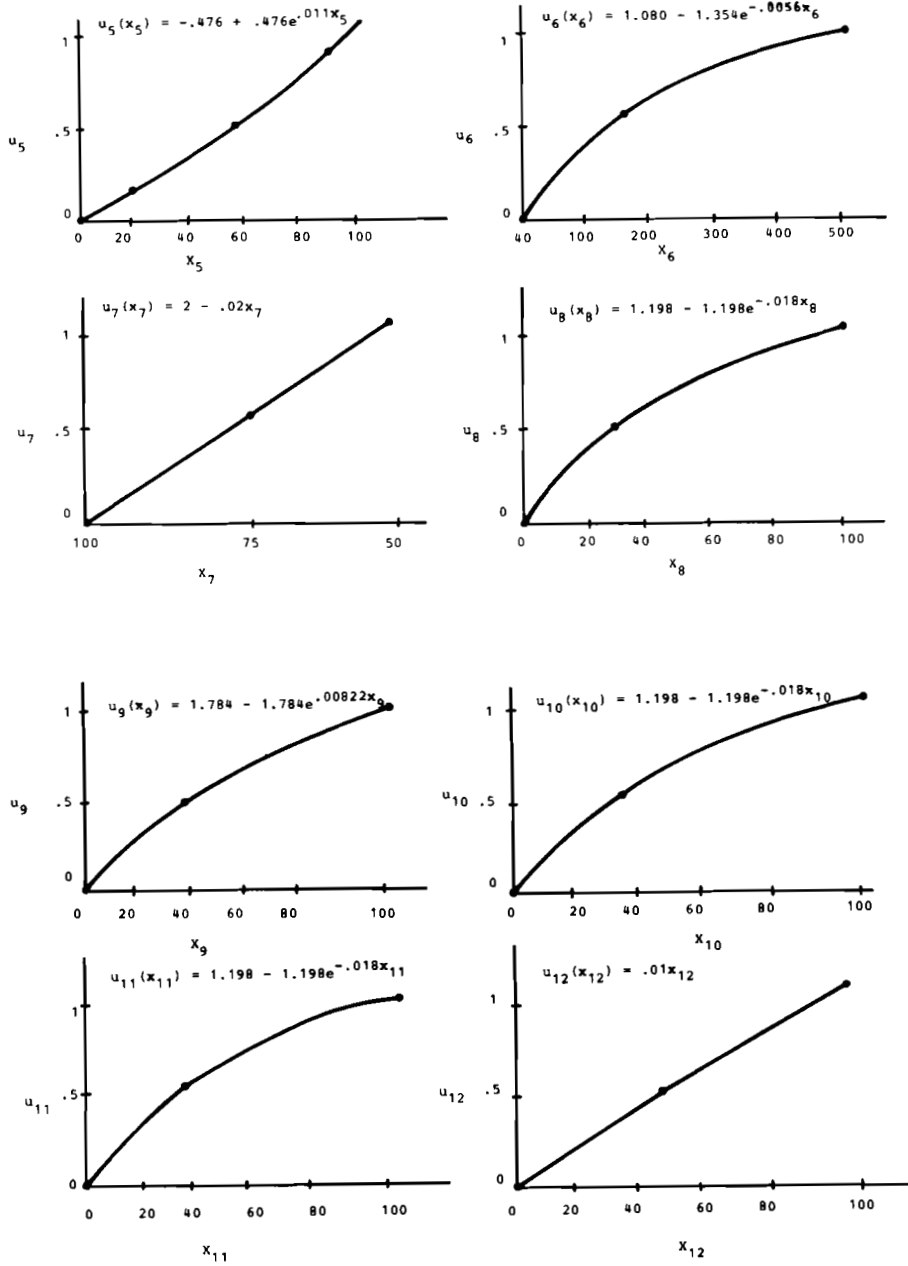 u5(x5) = -.476 + .476e^.011x5
1
.5
0
u5
0 20 40 60 80 100
x5
u6(x6) = 1.080 - 1.354e^-.0056x6
1
.5
0
u6
40 100 200 300 400 500
x6
u7(x7) = 2 - .02x7
1
.5
0
u7
100 75 50
x7
u8(x8) = 1.198 - 1.198e^-.018x8
1
.5
0
u8
0 20 40 60 80 100
x8
u9(x9) = 1.784 - 1.784e^.00822x9
1
.5
0
u9
0 20 40 60 80 100
x9
u10(x10) = 1.198 - 1.198e^-.018x10
1
.5
0
u10
0 20 40 60 80 100
x10
u11(x11) = 1.198 - 1.198e^-.018x11
1
.5
0
u11
0 20 40 60 80 100
x11
u12(x12) = .01x12
1
.5
0
u12
0 20 40 60 80 100
x12